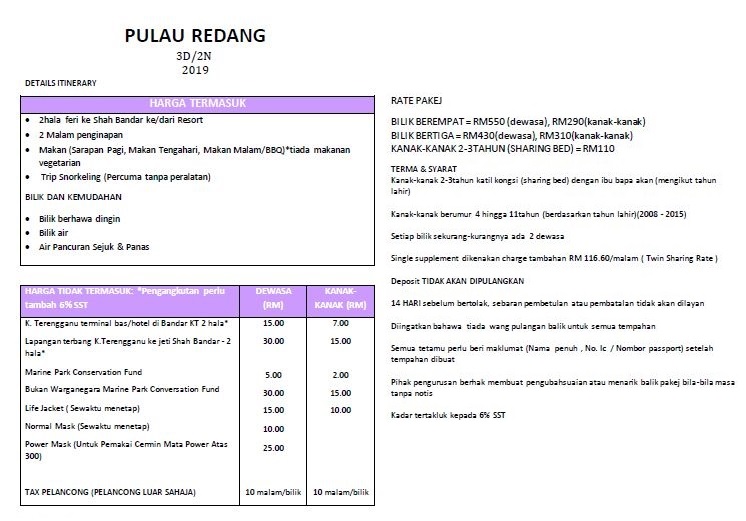 PULAU REDANG
3D/2N
2019
DETAILS ITINERARY
HARGA TERMASUK
• 2hala feri ke Shah Bandar ke/dari Resort
• 2 Malam penginapan
• Makan (Sarapan Pagi, Makan Tengahari, Makan Malam/BBQ)*tiada makanan
vegetarian
• Trip Snorkeling (Percuma tanpa peralatan)
BILIK DAN KEMUDAHAN
• Bilik berhawa dingin
• Bilik air
• Air Pancuran Sejuk & Panas
HARGA TIDAK TERMASUK: *Pengangkutan perlu
tambah 6% SST
DEWASA
(RM)
KANAK-
KANAK (RM)
K. Terengganu terminal bas/hotel di Bandar KT 2 hala* 15.00 7.00
Lapangan terbang K.Terengganu ke jeti Shah Bandar - 2
hala* 30.00 15.00
Marine Park Conservation Fund 5.00 2.00
Bukan Warganegara Marine Park Conversation Fund 30.00 15.00
Life Jacket ( Sewaktu menetap) 15.00 10.00
Normal Mask (Sewaktu menetap) 10.00
Power Mask (Untuk Pemakai Cermin Mata Power Atas
300) 25.00
TAX PELANCONG (PELANCONG LUAR SAHAJA) 10 malam/bilik 10 malam/bilik
RATE PAKEJ
BILIK BEREMPAT = RM550 (dewasa), RM290(kanak-kanak)
BILIK BERTIGA = RM430(dewasa), RM310(kanak-kanak)
KANAK-KANAK 2-3TAHUN (SHARING BED) = RM110
TERMA & SYARAT
Kanak-kanak 2-3tahun katil kongsi (sharing bed) dengan ibu bapa akan (mengikut tahun
lahir)
Kanak-kanak berumur 4 hingga 11tahun (berdasarkan tahun lahir)(2008 - 2015)
Setiap bilik sekurang-kurangnya ada 2 dewasa
Single supplement dikenakan charge tambahan RM 116.60/malam ( Twin Sharing Rate )
Deposit TIDAK AKAN DIPULANGKAN
14 HARI sebelum bertolak, sebaran pembetulan atau pembatalan tidak akan dilayan
Diingatkan bahawa tiada wang pulangan balik untuk semua tempahan
Semua tetamu perlu beri maklumat (Nama penuh , No. Ic / Nombor passport) setelah
tempahan dibuat
Pihak pengurusan berhak membuat pengubahsuaian atau menarik balik pakej bila-bila masa
tanpa notis
Kadar tertakluk kepada 6% SST